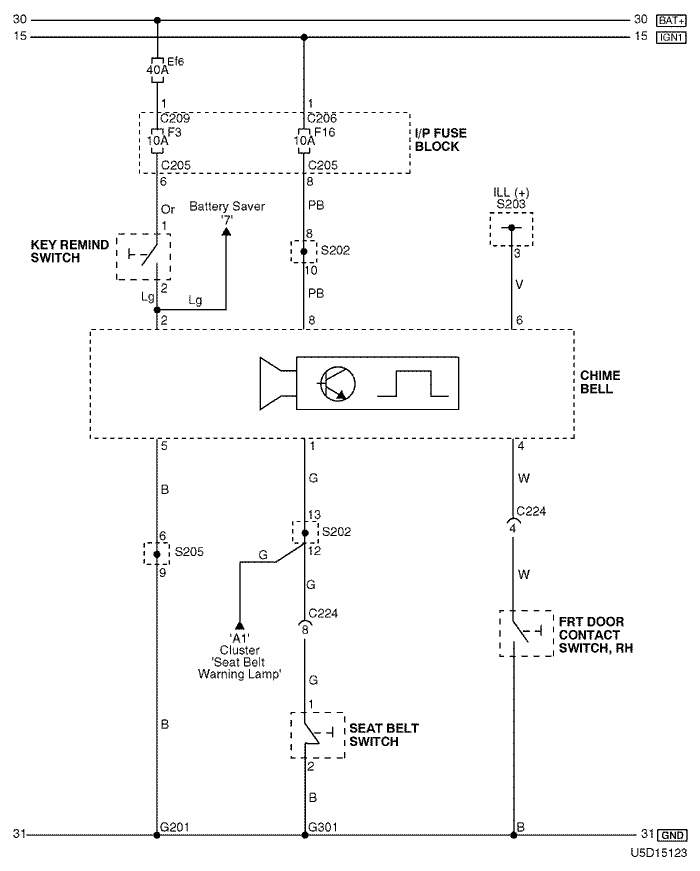 30
30 BAT+
15
15 IGN1
Ef6
40A
1
1
C209
C206
F3
10A
F16
10A
I/P FUSE
BLOCK
C205
C205
6
8
Or
Battery Saver
'7'
PB
ILL (+)
S203
1
8
S202
KEY REMIND
SWITCH
3
10
2
Lg
Lg
PB
V
2
8
6
CHIME
BELL
5
1
4
B
G
W
13
C224
6
S202
4
S205
12
G
9
G
W
C224
8
'A1'
Cluster
'Seat Belt
Warning Lamp'
FRT DOOR
CONTACT
SWITCH, RH
G
1
B
SEAT BELT
SWITCH
2
B
G201
G301
B
31
31 GND
U5D15123